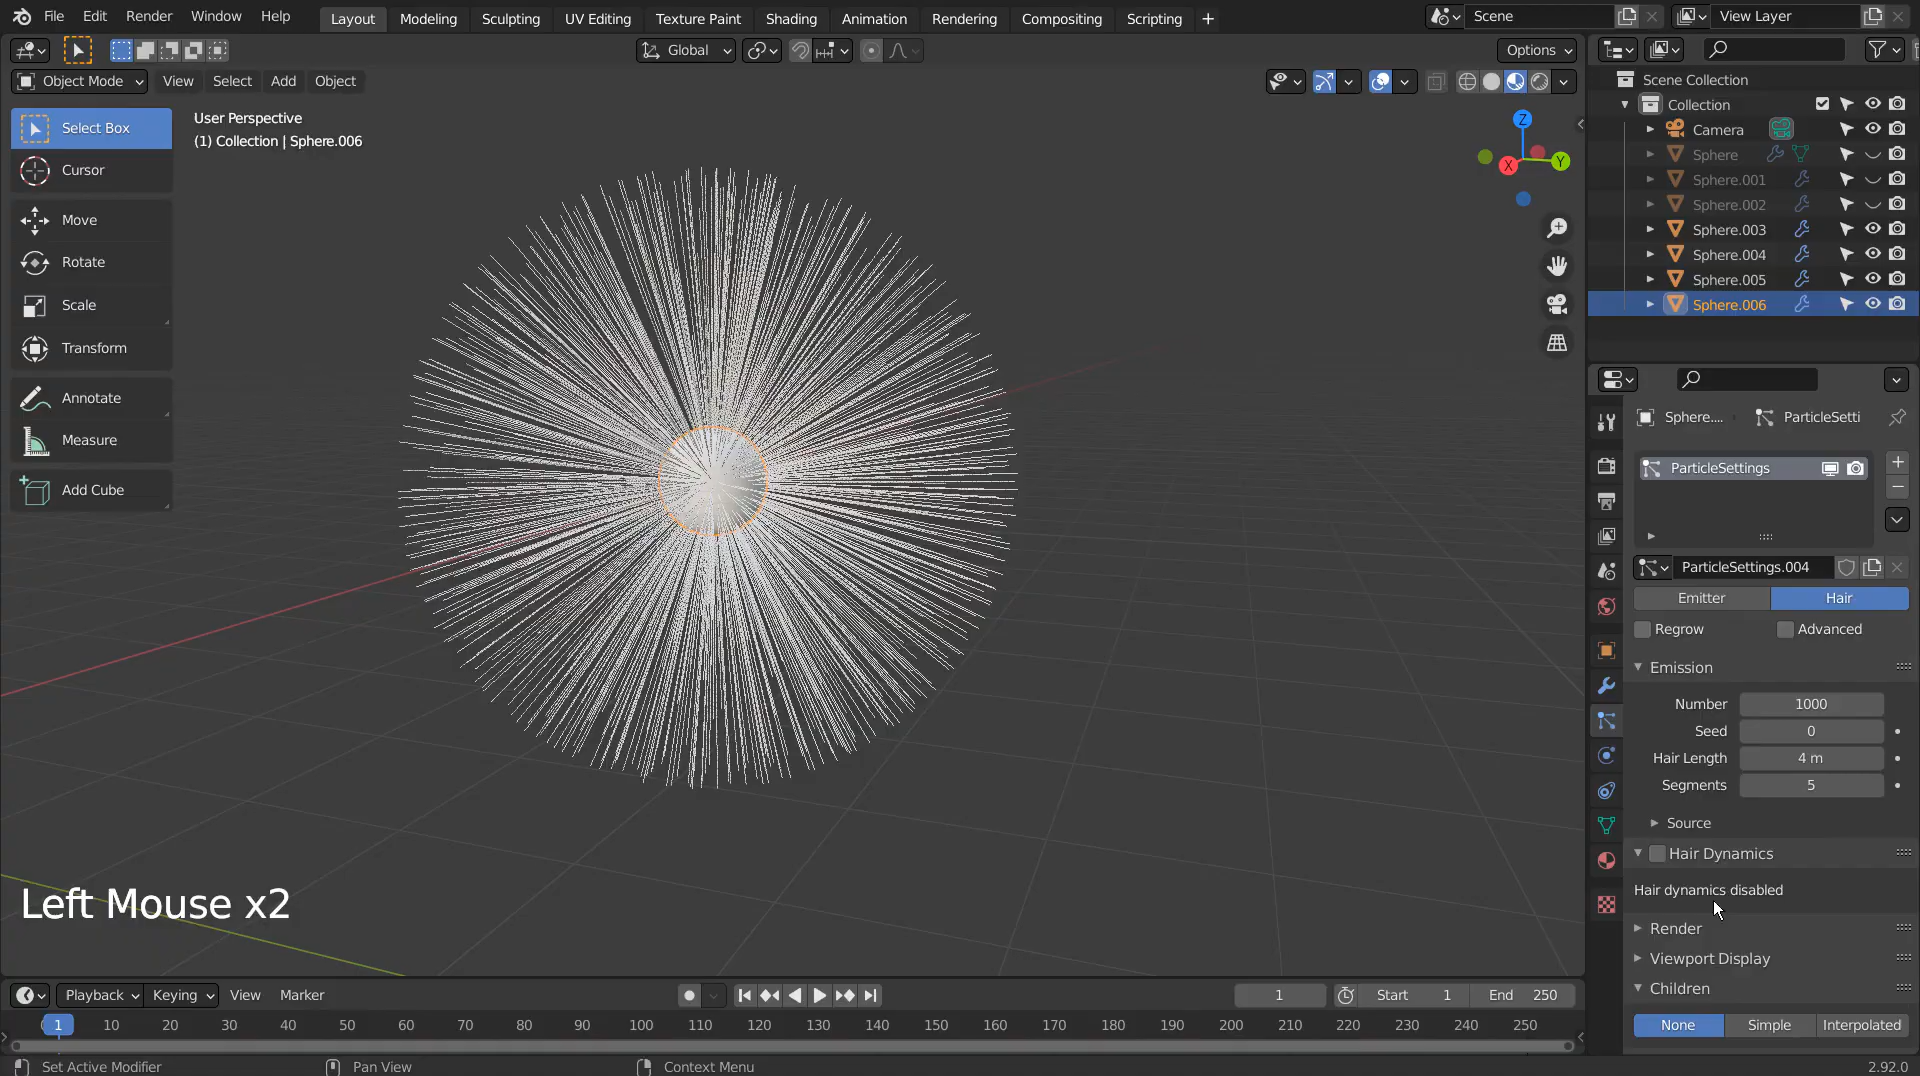 File Edit Render Window Help
Layout Modeling Sculpting UV Editing Texture Paint Shading Animation Rendering Compositing Scripting +
Scene
View Layer
Global
Options
Object Mode View Select Add Object
Select Box
Cursor
Move
Rotate
Scale
Transform
Annotate
Measure
Add Cube
User Perspective
(1) Collection | Sphere.006
Z
X
Y
Scene Collection
Collection
Camera
Sphere
Sphere.001
Sphere.002
Sphere.003
Sphere.004
Sphere.005
Sphere.006
Sphere.... ParticleSetti
ParticleSettings
ParticleSettings.004
Emitter Hair
Regrow Advanced
Emission
Number 1000
Seed 0
Hair Length 4 m
Segments 5
Source
Hair Dynamics
Hair dynamics disabled
Render
Viewport Display
Children
None Simple Interpolated
Left Mouse x2
Playback Keying View Marker
1 Start 1 End 250
1 10 20 30 40 50 60 70 80 90 100 110 120 130 140 150 160 170 180 190 200 210 220 230 240 250
Set Active Modifier Pan View Context Menu 2.92.0